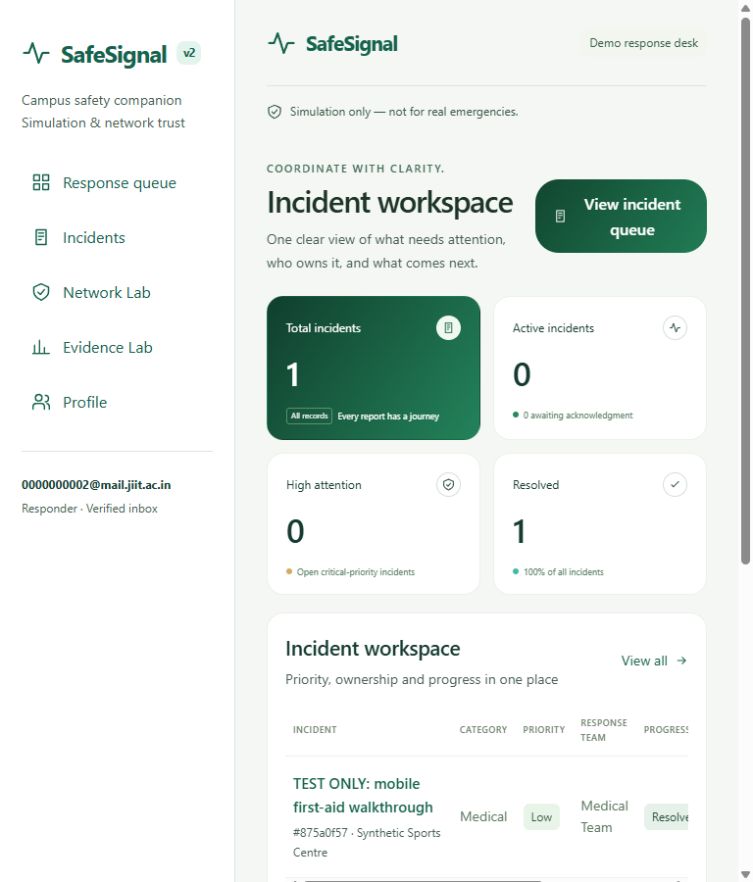 SafeSignal v2
Campus safety companion
Simulation & network trust
Response queue
Incidents
Network Lab
Evidence Lab
Profile
0000000002@mail.jiit.ac.in
Responder · Verified inbox
SafeSignal
Demo response desk
Simulation only — not for real emergencies.
COORDINATE WITH CLARITY.
Incident workspace
One clear view of what needs attention,
who owns it, and what comes next.
View incident
queue
Total incidents
1
All records Every report has a journey
Active incidents
0
0 awaiting acknowledgment
High attention
0
Open critical-priority incidents
Resolved
1
100% of all incidents
Incident workspace
Priority, ownership and progress in one place
View all →
INCIDENT CATEGORY PRIORITY RESPONSE TEAM PROGRESS
TEST ONLY: mobile
first-aid walkthrough
#875a0f57 · Synthetic Sports
Centre
Medical
Low
Medical
Team
Resolve